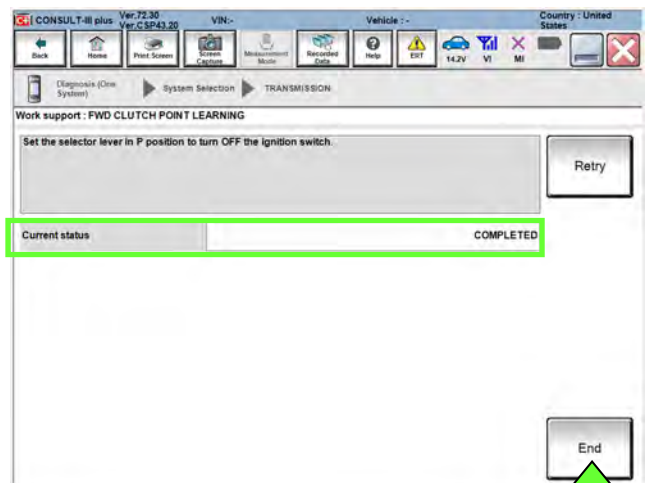 CONSULT-III plus Ver.72.30 VIN:- Vehicle : - Country : United
Ver.CSP43.20 States
Back Home Print Screen Screen Capture Measurement Mode Recorded Data Help ERT 14.2V VI MI
Diagnosis (One System) System Selection TRANSMISSION
Work support : FWD CLUTCH POINT LEARNING
Set the selector lever in P position to turn OFF the ignition switch.
Retry
Current status COMPLETED
End